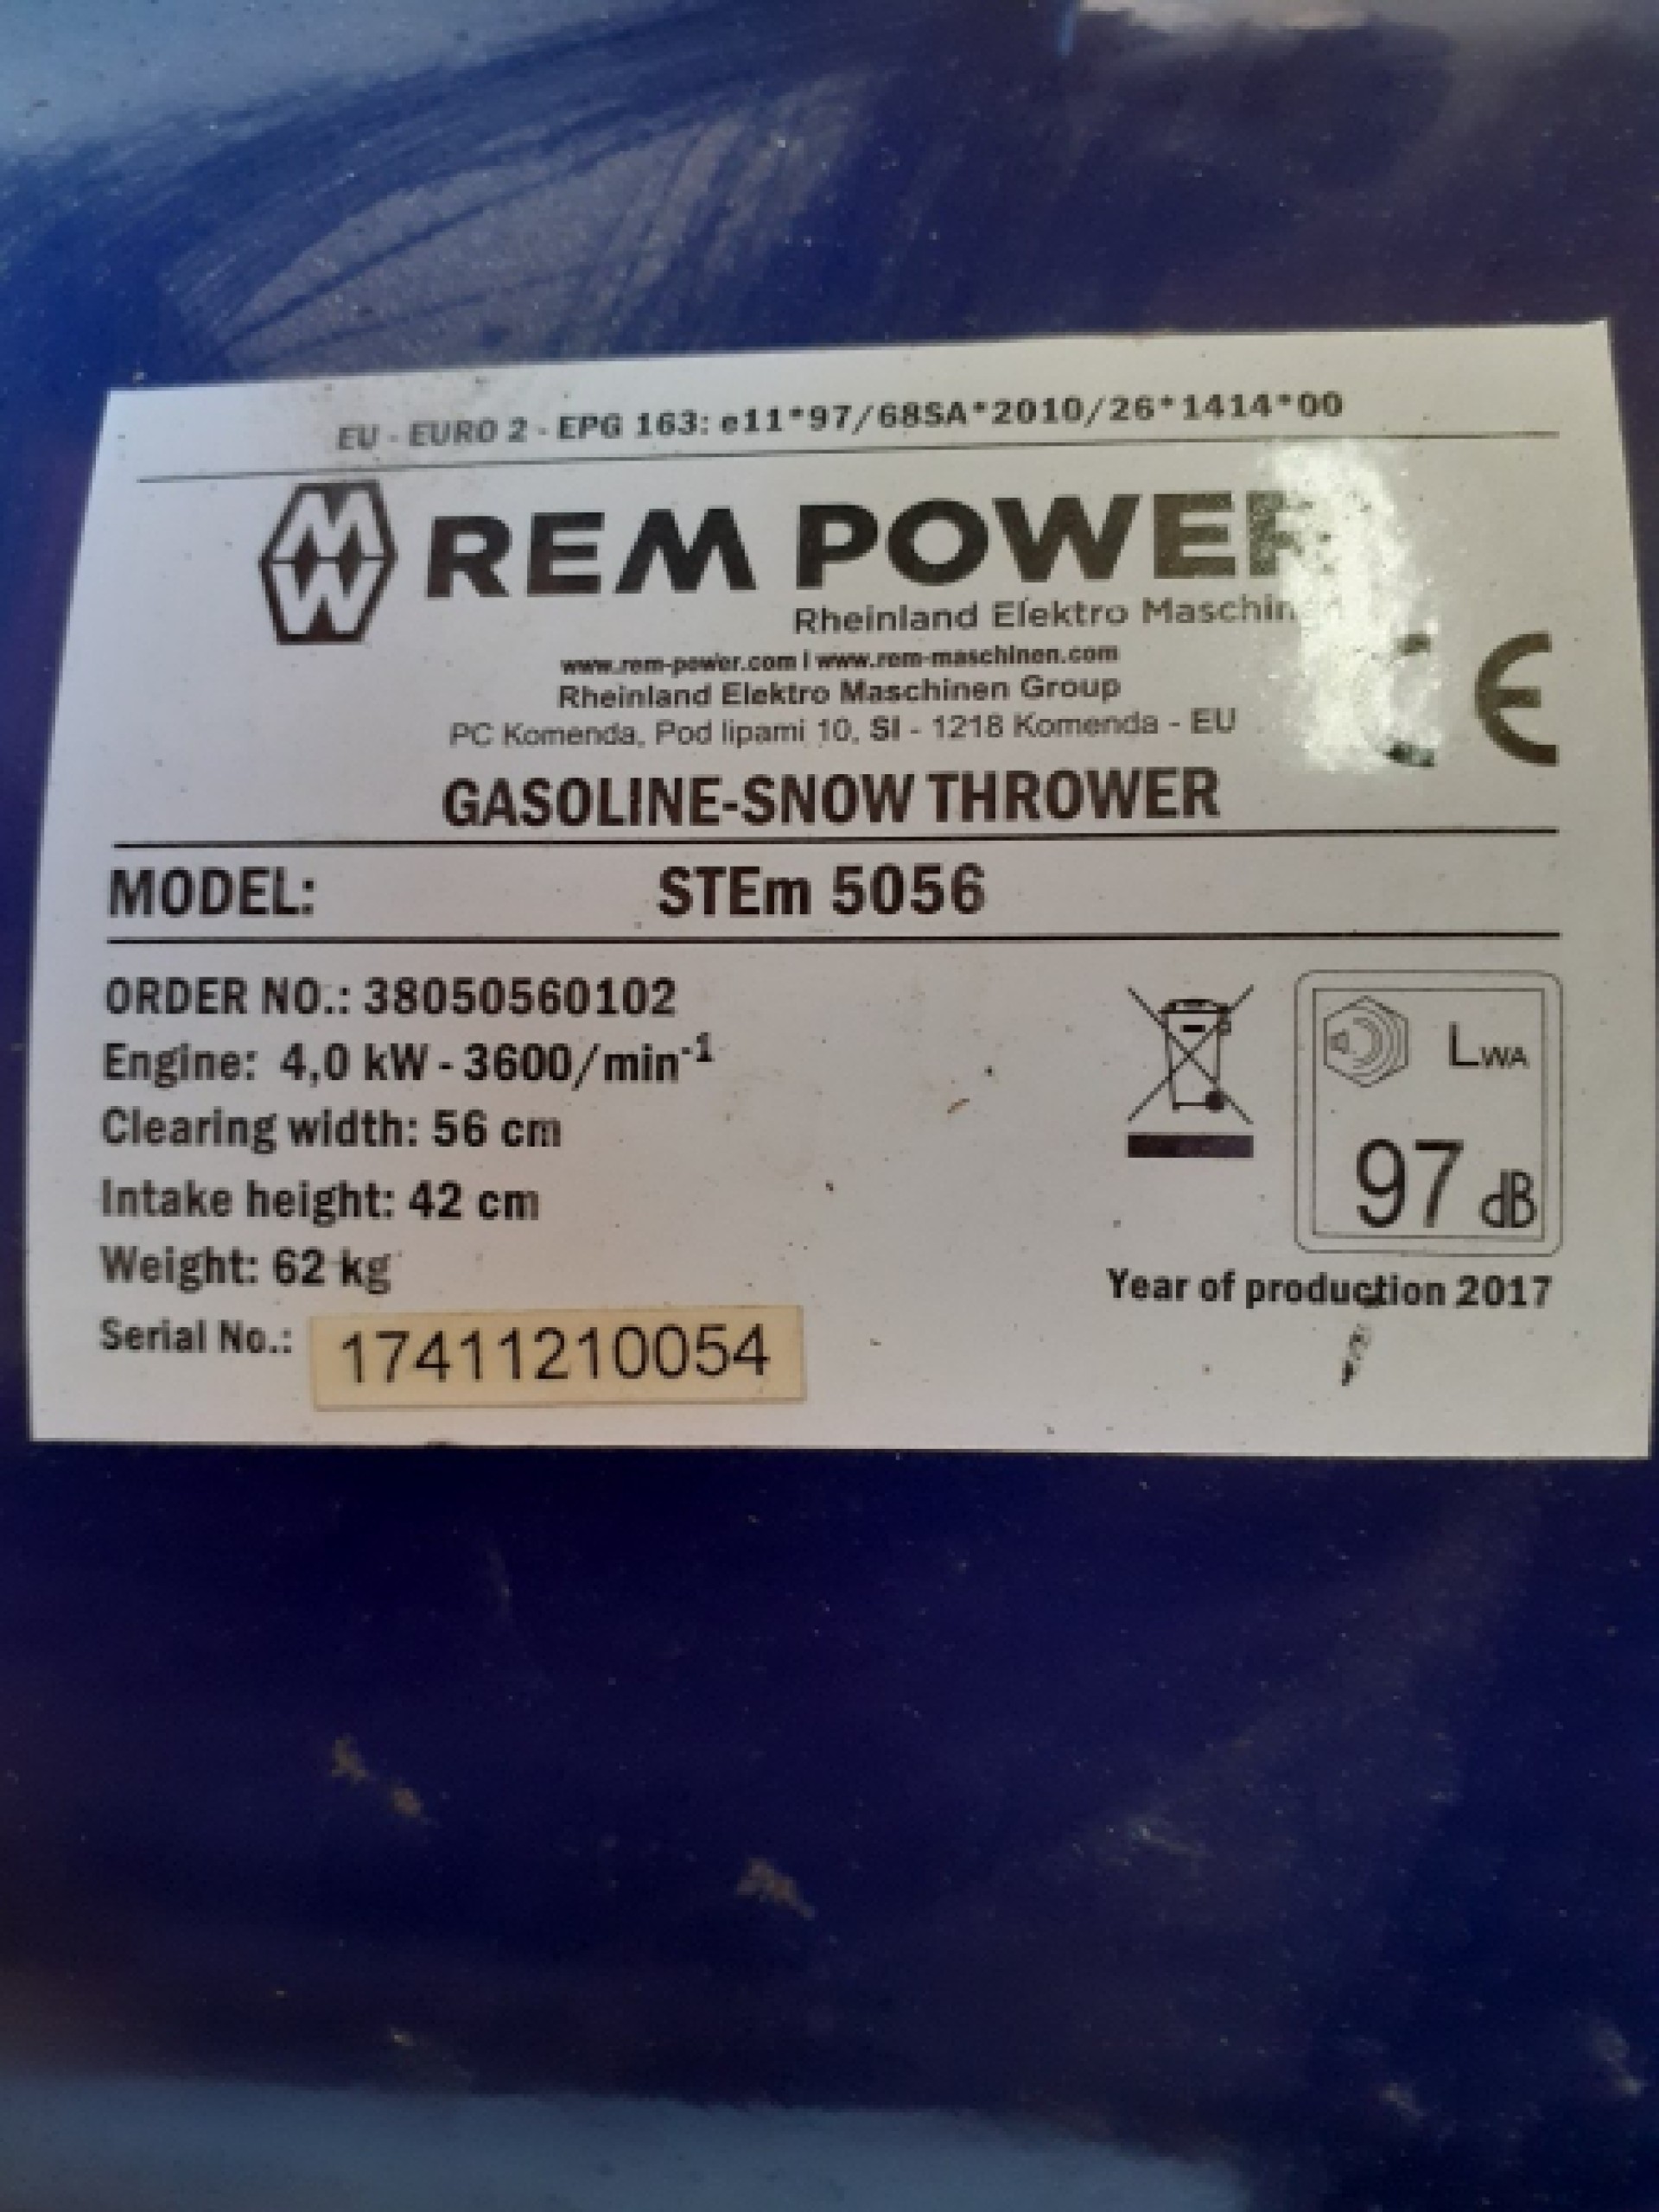 EU - EURO 2 - EPG 163: e11*97/68SA*2010/26*1414*00
REM POWER
Rheinland Elektro Maschinen
www.rem-power.com | www.rem-maschinen.com
Rheinland Elektro Maschinen Group
PC Komenda, Pod lipami 10, SI - 1218 Komenda - EU
CE
GASOLINE-SNOW THROWER
MODEL: STEm 5056
ORDER NO.: 38050560102
Engine: 4,0 kW - 3600/min⁻¹
Clearing width: 56 cm
Intake height: 42 cm
Weight: 62 kg
Serial No.: 17411210054
LWA
97 dB
Year of production 2017